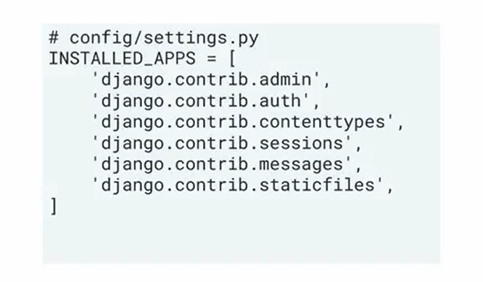 # config/settings.py
INSTALLED_APPS = [
    'django.contrib.admin',
    'django.contrib.auth',
    'django.contrib.contenttypes',
    'django.contrib.sessions',
    'django.contrib.messages',
    'django.contrib.staticfiles',
]